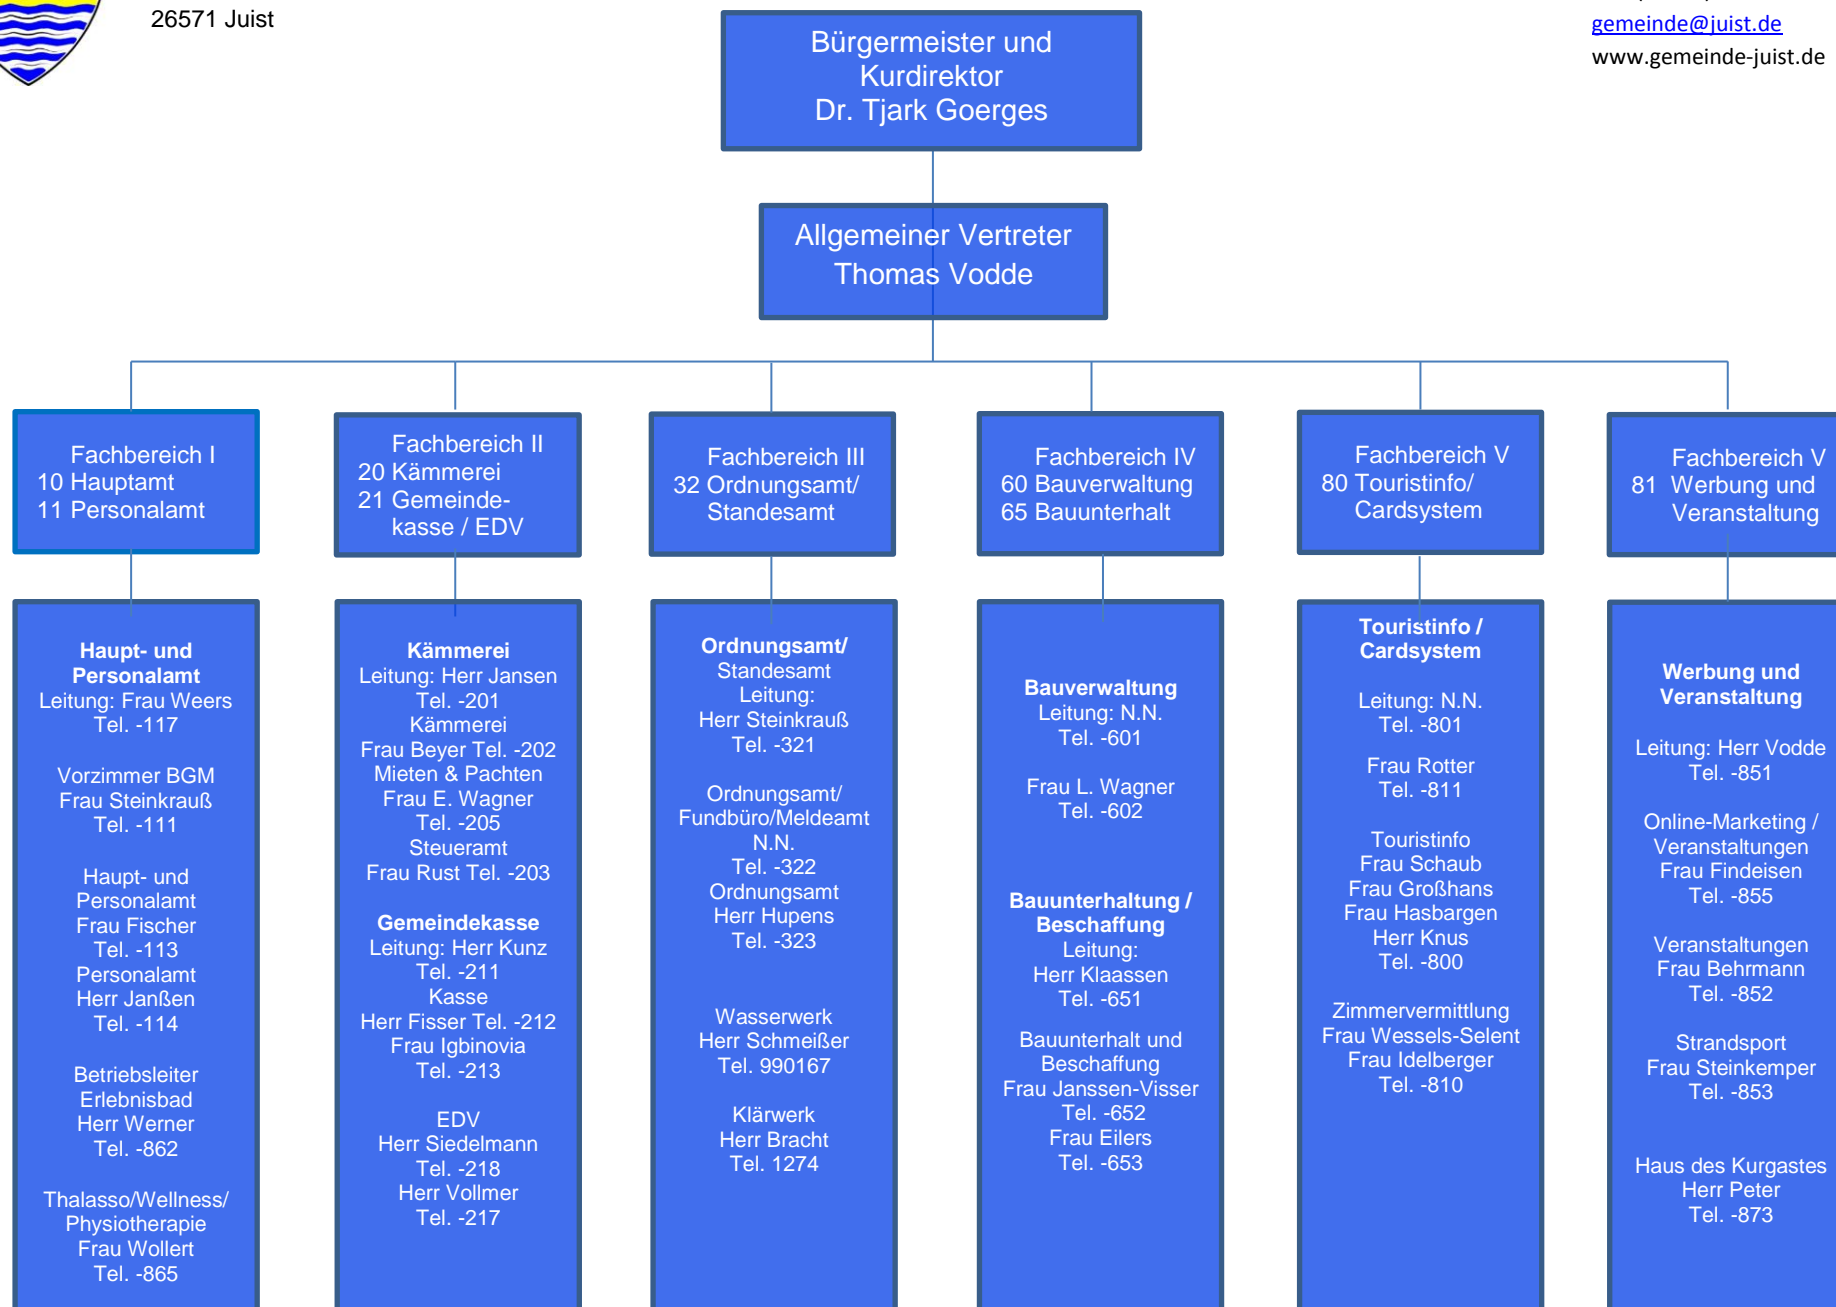 26571 Juist
gemeinde@juist.de
www.gemeinde-juist.de
Bürgermeister und
Kurdirektor
Dr. Tjark Goerges
Allgemeiner Vertreter
Thomas Vodde
Fachbereich I
10 Hauptamt
11 Personalamt
Fachbereich II
20 Kämmerei
21 Gemeinde-
kasse / EDV
Fachbereich III
32 Ordnungsamt/
Standesamt
Fachbereich IV
60 Bauverwaltung
65 Bauunterhalt
Fachbereich V
80 Touristinfo/
Cardsystem
Fachbereich V
81 Werbung und
Veranstaltung
Haupt- und
Personalamt
Leitung: Frau Weers
Tel. -117
Vorzimmer BGM
Frau Steinkrauß
Tel. -111
Haupt- und
Personalamt
Frau Fischer
Tel. -113
Personalamt
Herr Janßen
Tel. -114
Betriebsleiter
Erlebnisbad
Herr Werner
Tel. -862
Thalasso/Wellness/
Physiotherapie
Frau Wollert
Tel. -865
Kämmerei
Leitung: Herr Jansen
Tel. -201
Kämmerei
Frau Beyer Tel. -202
Mieten & Pachten
Frau E. Wagner
Tel. -205
Steueramt
Frau Rust Tel. -203
Gemeindekasse
Leitung: Herr Kunz
Tel. -211
Kasse
Herr Fisser Tel. -212
Frau Igbinovia
Tel. -213
EDV
Herr Siedelmann
Tel. -218
Herr Vollmer
Tel. -217
Ordnungsamt/
Standesamt
Leitung:
Herr Steinkrauß
Tel. -321
Ordnungsamt/
Fundbüro/Meldeamt
N.N.
Tel. -322
Ordnungsamt
Herr Hupens
Tel. -323
Wasserwerk
Herr Schmeißer
Tel. 990167
Klärwerk
Herr Bracht
Tel. 1274
Bauverwaltung
Leitung: N.N.
Tel. -601
Frau L. Wagner
Tel. -602
Bauunterhaltung /
Beschaffung
Leitung:
Herr Klaassen
Tel. -651
Bauunterhalt und
Beschaffung
Frau Janssen-Visser
Tel. -652
Frau Eilers
Tel. -653
Touristinfo /
Cardsystem
Leitung: N.N.
Tel. -801
Frau Rotter
Tel. -811
Touristinfo
Frau Schaub
Frau Großhans
Frau Hasbargen
Herr Knus
Tel. -800
Zimmervermittlung
Frau Wessels-Selent
Frau Idelberger
Tel. -810
Werbung und
Veranstaltung
Leitung: Herr Vodde
Tel. -851
Online-Marketing /
Veranstaltungen
Frau Findeisen
Tel. -855
Veranstaltungen
Frau Behrmann
Tel. -852
Strandsport
Frau Steinkemper
Tel. -853
Haus des Kurgastes
Herr Peter
Tel. -873